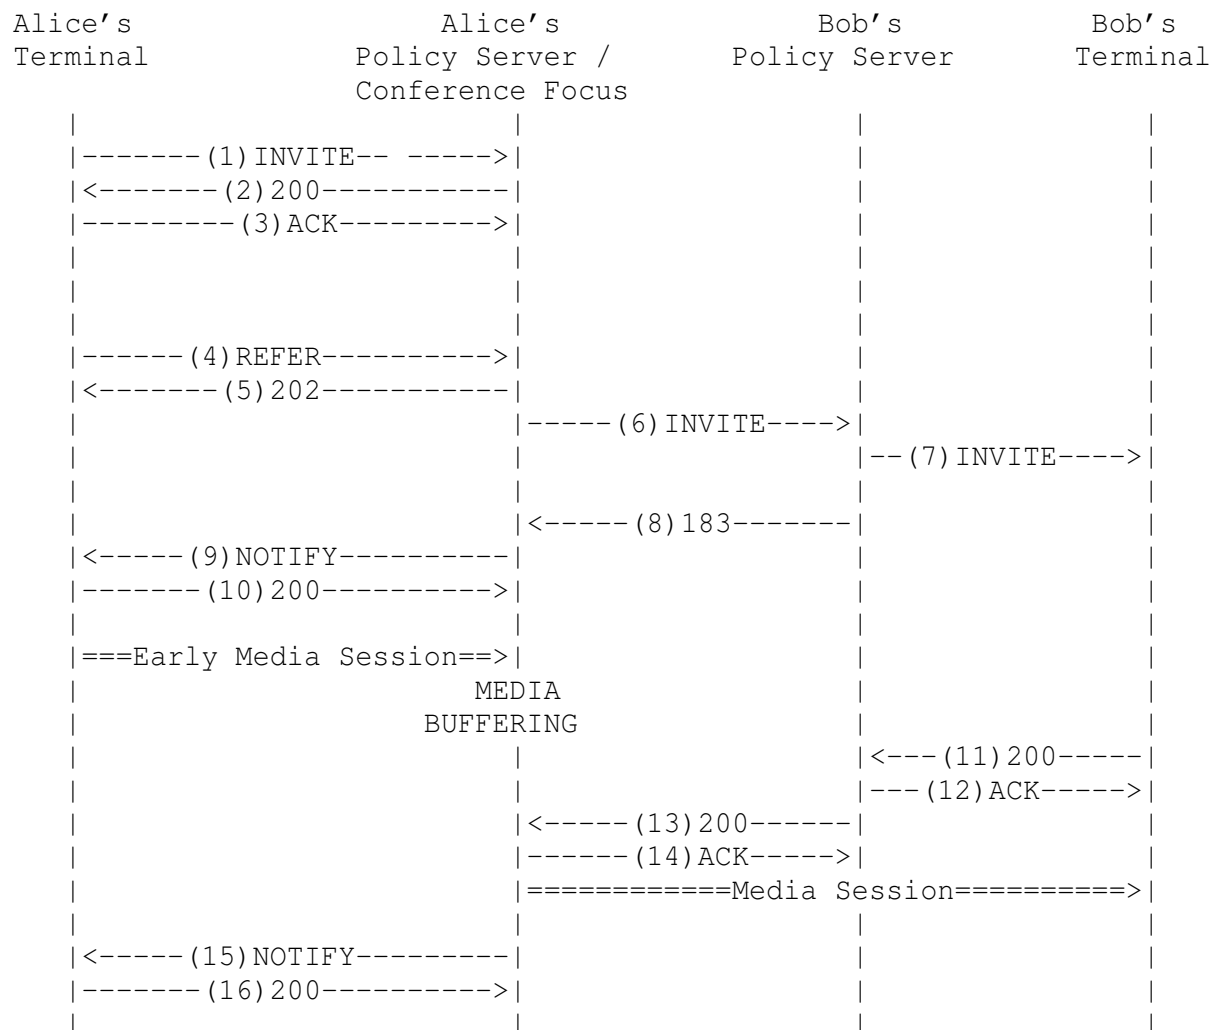 Alice's                    Alice's                    Bob's               Bob's
Terminal             Policy Server /       Policy Server       Terminal
                     Conference Focus
    |                          |                    |                 |
    |-------(1)INVITE-- ----->|                    |                 |
    |<-------(2)200-----------|                    |                 |
    |---------(3)ACK--------->|                    |                 |
    |                          |                    |                 |
    |                          |                    |                 |
    |                          |                    |                 |
    |------(4)REFER---------->|                    |                 |
    |<-------(5)202-----------|                    |                 |
    |                          |-----(6)INVITE---->|                 |
    |                          |                    |--(7)INVITE---->|
    |                          |                    |                 |
    |                          |<-----(8)183-------|                 |
    |<-----(9)NOTIFY----------|                    |                 |
    |-------(10)200---------->|                    |                 |
    |                          |                    |                 |
    |===Early Media Session==>|                    |                 |
    |                        MEDIA                  |                 |
    |                     BUFFERING                 |                 |
    |                          |                    |<---(11)200-----|
    |                          |                    |---(12)ACK----->|
    |                          |<-----(13)200------|                 |
    |                          |------(14)ACK----->|                 |
    |                          |============Media Session==========>|
    |                          |                    |                 |
    |<-----(15)NOTIFY---------|                    |                 |
    |-------(16)200---------->|                    |                 |
    |                          |                    |                 |